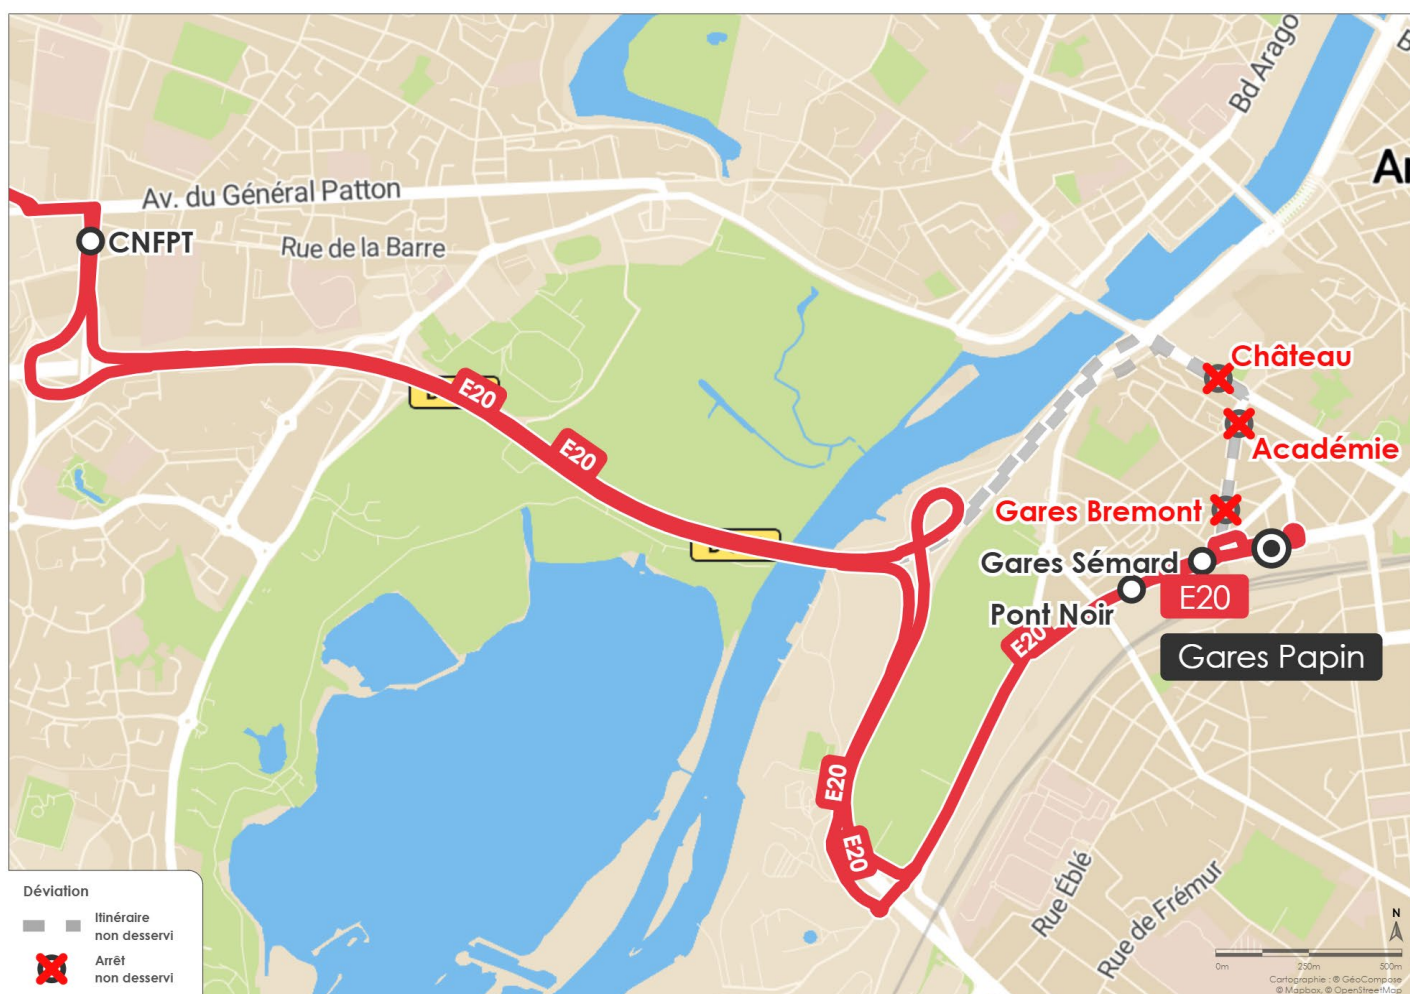 Bd Arago
Av. du Général Patton
CNFPT
Rue de la Barre
Château
E20
E20
Académie
Gares Bremont
Gares Sémard
E20
Pont Noir
E20
Gares Papin
E20
E20
Rue Éblé
Rue de Frémur
Déviation
Itinéraire
non desservi
Arrêt
non desservi
N
0m 250m 500m
Cartographie : © GéoCompose
© Mapbox, © OpenStreetMap